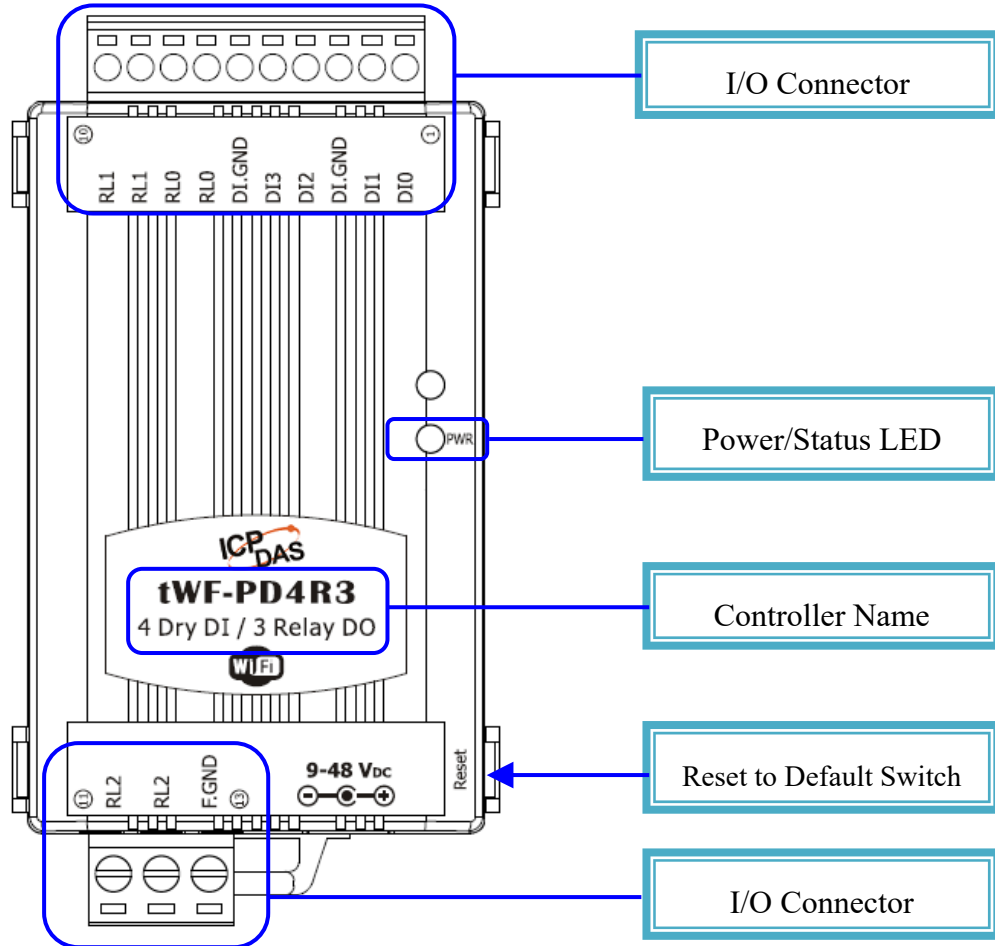 I/O Connector
10
1
RL1
RL1
RL0
RL0
DI.GND
DI3
DI2
DI.GND
DI1
DI0
PWR
Power/Status LED
ICP
DAS
tWF-PD4R3
4 Dry DI / 3 Relay DO
Controller Name
WiFi
11
RL2
RL2
F.GND
13
9-48 VDC
Reset
Reset to Default Switch
I/O Connector